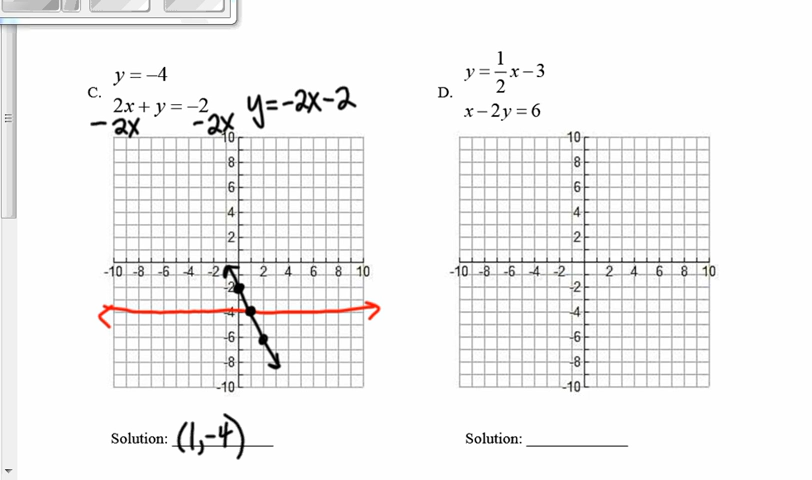 C. y = −4
2x + y = −2 y=-2x-2
-2x -2x
10
8
6
4
2
-10 -8 -6 -4 -2 2 4 6 8 10
-2
-4
-6
-8
-10
Solution: (1,-4)
D. y = 1/2 x − 3
x − 2y = 6
10
8
6
4
2
-10 -8 -6 -4 -2 2 4 6 8 10
-2
-4
-6
-8
-10
Solution: ____________